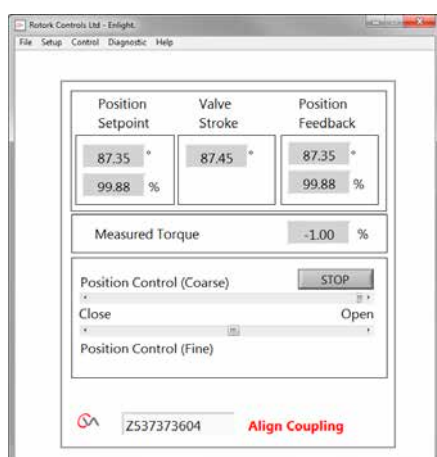 Rotork Controls Ltd - Enlight.
File Setup Control Diagnostic Help
Position Setpoint
Valve Stroke
Position Feedback
87.35 °
99.88 %
87.45 °
87.35 °
99.88 %
Measured Torque -1.00 %
Position Control (Coarse) STOP
Close Open
Position Control (Fine)
Z537373604 Align Coupling